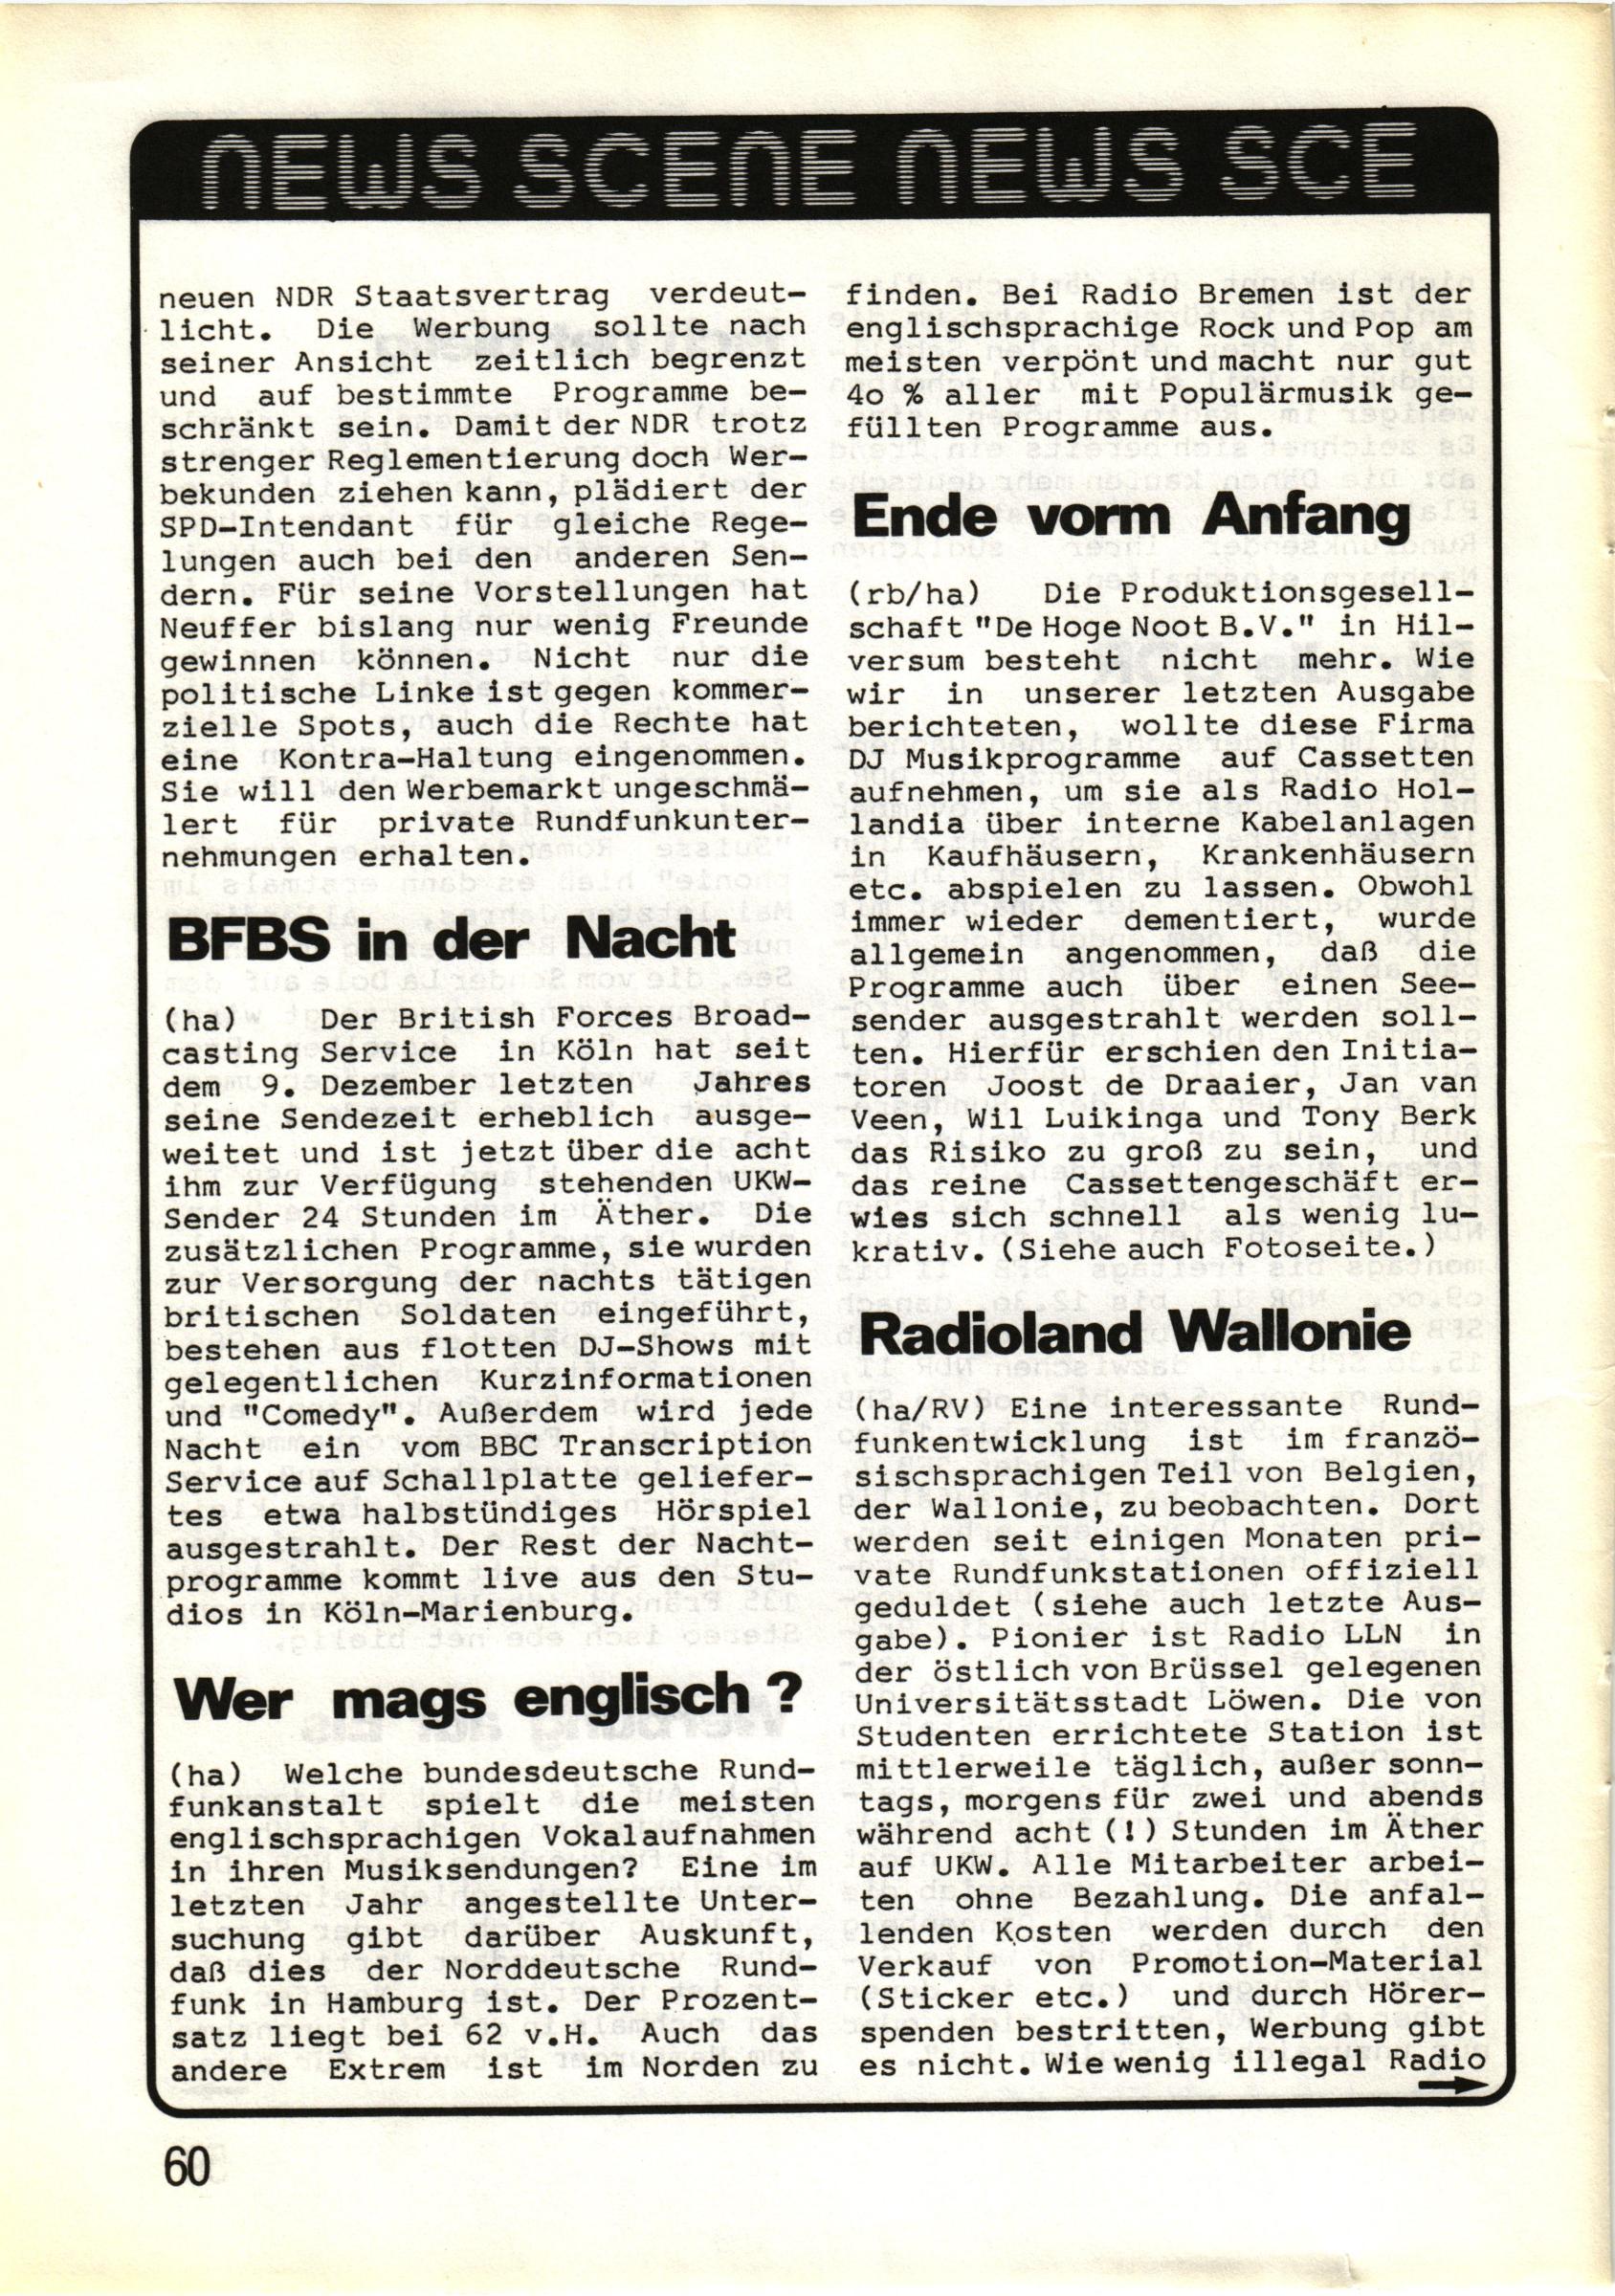 NEWS SCENE NEWS SCE
neuen NDR Staatsvertrag verdeut-
licht. Die Werbung sollte nach
seiner Ansicht zeitlich begrenzt
und auf bestimmte Programme be-
schränkt sein. Damit der NDR trotz
strenger Reglementierung doch Wer-
bekunden ziehen kann, plädiert der
SPD-Intendant für gleiche Rege-
lungen auch bei den anderen Sen-
dern. Für seine Vorstellungen hat
Neuffer bislang nur wenig Freunde
gewinnen können. Nicht nur die
politische Linke ist gegen kommer-
zielle Spots, auch die Rechte hat
eine Kontra-Haltung eingenommen.
Sie will den Werbemarkt ungeschmä-
lert für private Rundfunkunter-
nehmungen erhalten.
BFBS in der Nacht
(ha) Der British Forces Broad-
casting Service in Köln hat seit
dem 9. Dezember letzten Jahres
seine Sendezeit erheblich ausge-
weitet und ist jetzt über die acht
ihm zur Verfügung stehenden UKW-
Sender 24 Stunden im Äther. Die
zusätzlichen Programme, sie wurden
zur Versorgung der nachts tätigen
britischen Soldaten eingeführt,
bestehen aus flotten DJ-Shows mit
gelegentlichen Kurzinformationen
und "Comedy". Außerdem wird jede
Nacht ein vom BBC Transcription
Service auf Schallplatte geliefer-
tes etwa halbstündiges Hörspiel
ausgestrahlt. Der Rest der Nacht-
programme kommt live aus den Stu-
dios in Köln-Marienburg.
Wer mags englisch ?
(ha) Welche bundesdeutsche Rund-
funkanstalt spielt die meisten
englischsprachigen Vokalaufnahmen
in ihren Musiksendungen? Eine im
letzten Jahr angestellte Unter-
suchung gibt darüber Auskunft,
daß dies der Norddeutsche Rund-
funk in Hamburg ist. Der Prozent-
satz liegt bei 62 v.H. Auch das
andere Extrem ist im Norden zu
finden. Bei Radio Bremen ist der
englischsprachige Rock und Pop am
meisten verpönt und macht nur gut
4o % aller mit Populärmusik ge-
füllten Programme aus.
Ende vorm Anfang
(rb/ha) Die Produktionsgesell-
schaft "De Hoge Noot B.V." in Hil-
versum besteht nicht mehr. Wie
wir in unserer letzten Ausgabe
berichteten, wollte diese Firma
DJ Musikprogramme auf Cassetten
aufnehmen, um sie als Radio Hol-
landia über interne Kabelanlagen
in Kaufhäusern, Krankenhäusern
etc. abspielen zu lassen. Obwohl
immer wieder dementiert, wurde
allgemein angenommen, daß die
Programme auch über einen See-
sender ausgestrahlt werden soll-
ten. Hierfür erschien den Initia-
toren Joost de Draaier, Jan van
Veen, Wil Luikinga und Tony Berk
das Risiko zu groß zu sein, und
das reine Cassettengeschäft er-
wies sich schnell als wenig lu-
krativ. (Siehe auch Fotoseite.)
Radioland Wallonie
(ha/RV) Eine interessante Rund-
funkentwicklung ist im franzö-
sischsprachigen Teil von Belgien,
der Wallonie, zu beobachten. Dort
werden seit einigen Monaten pri-
vate Rundfunkstationen offiziell
geduldet (siehe auch letzte Aus-
gabe). Pionier ist Radio LLN in
der östlich von Brüssel gelegenen
Universitätsstadt Löwen. Die von
Studenten errichtete Station ist
mittlerweile täglich, außer sonn-
tags, morgens für zwei und abends
während acht (!) Stunden im Äther
auf UKW. Alle Mitarbeiter arbei-
ten ohne Bezahlung. Die anfal-
lenden Kosten werden durch den
Verkauf von Promotion-Material
(Sticker etc.) und durch Hörer-
spenden bestritten, Werbung gibt
es nicht. Wie wenig illegal Radio
60